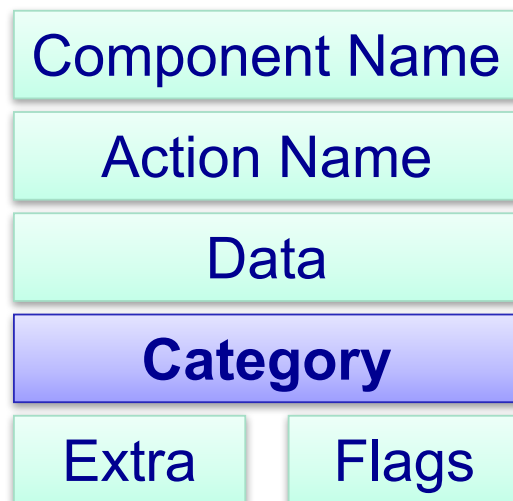 Component Name
Action Name
Data
Category
Extra Flags